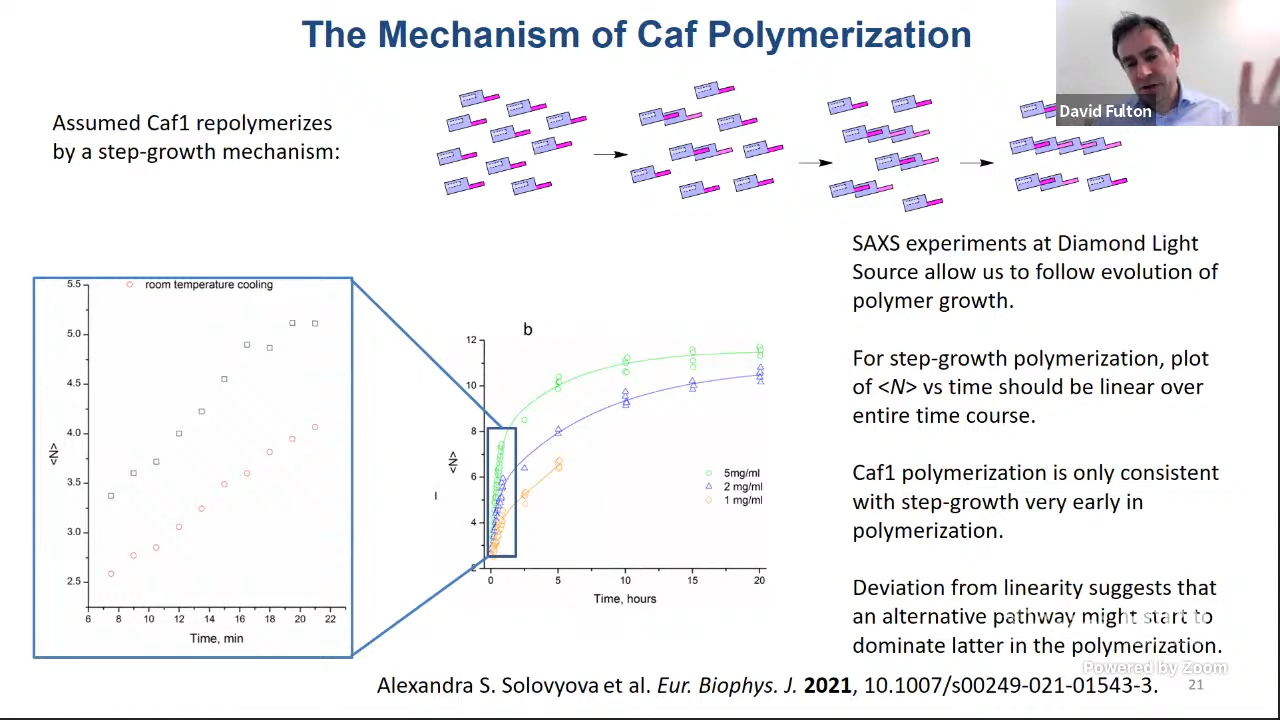 The Mechanism of Caf Polymerization
David Fulton
Assumed Caf1 repolymerizes
by a step-growth mechanism:
SAXS experiments at Diamond Light
Source allow us to follow evolution of
polymer growth.
For step-growth polymerization, plot
of <N> vs time should be linear over
entire time course.
Caf1 polymerization is only consistent
with step-growth very early in
polymerization.
Deviation from linearity suggests that
an alternative pathway might start to
dominate latter in the polymerization.
room temperature cooling
5.5
5.0
4.5
4.0
3.5
3.0
2.5
<N>
6 8 10 12 14 16 18 20 22
Time, min
b
12
10
8
6
4
2
<N>
0 5 10 15 20
Time, hours
5mg/ml
2 mg/ml
1 mg/ml
Powered by Zoom
Alexandra S. Solovyova et al. Eur. Biophys. J. 2021, 10.1007/s00249-021-01543-3.
21